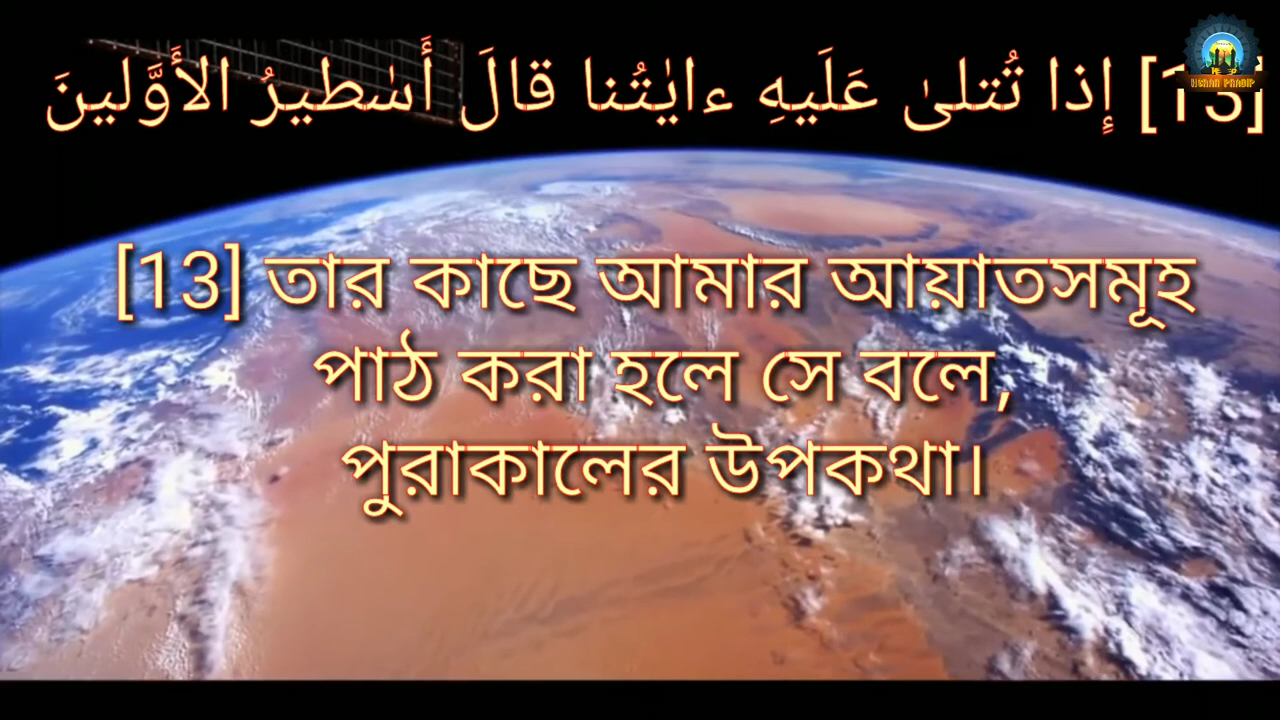 [13] إِذا تُتلىٰ عَلَيهِ ءايٰتُنا قالَ أَسٰطيرُ الأَوَّلينَ
[13] তার কাছে আমার আয়াতসমূহ
পাঠ করা হলে সে বলে,
পুরাকালের উপকথা।